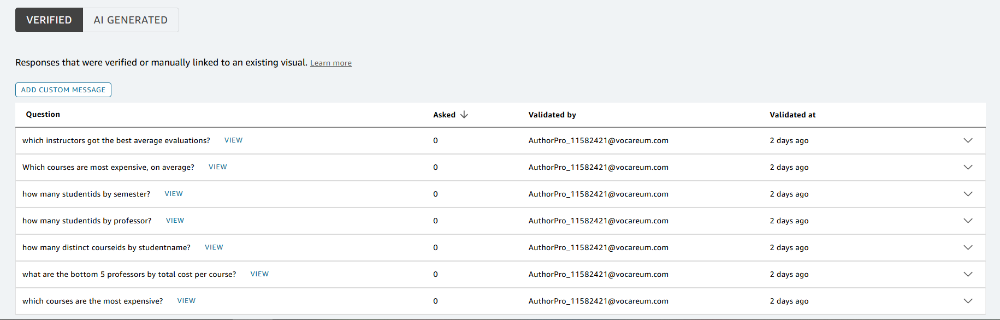 VERIFIED AI GENERATED
Responses that were verified or manually linked to an existing visual. Learn more
ADD CUSTOM MESSAGE
Question Asked Validated by Validated at
which instructors got the best average evaluations? VIEW 0 AuthorPro_11582421@vocareum.com 2 days ago
Which courses are most expensive, on average? VIEW 0 AuthorPro_11582421@vocareum.com 2 days ago
how many studentids by semester? VIEW 0 AuthorPro_11582421@vocareum.com 2 days ago
how many studentids by professor? VIEW 0 AuthorPro_11582421@vocareum.com 2 days ago
how many distinct courseids by studentname? VIEW 0 AuthorPro_11582421@vocareum.com 2 days ago
what are the bottom 5 professors by total cost per course? VIEW 0 AuthorPro_11582421@vocareum.com 2 days ago
which courses are the most expensive? VIEW 0 AuthorPro_11582421@vocareum.com 2 days ago